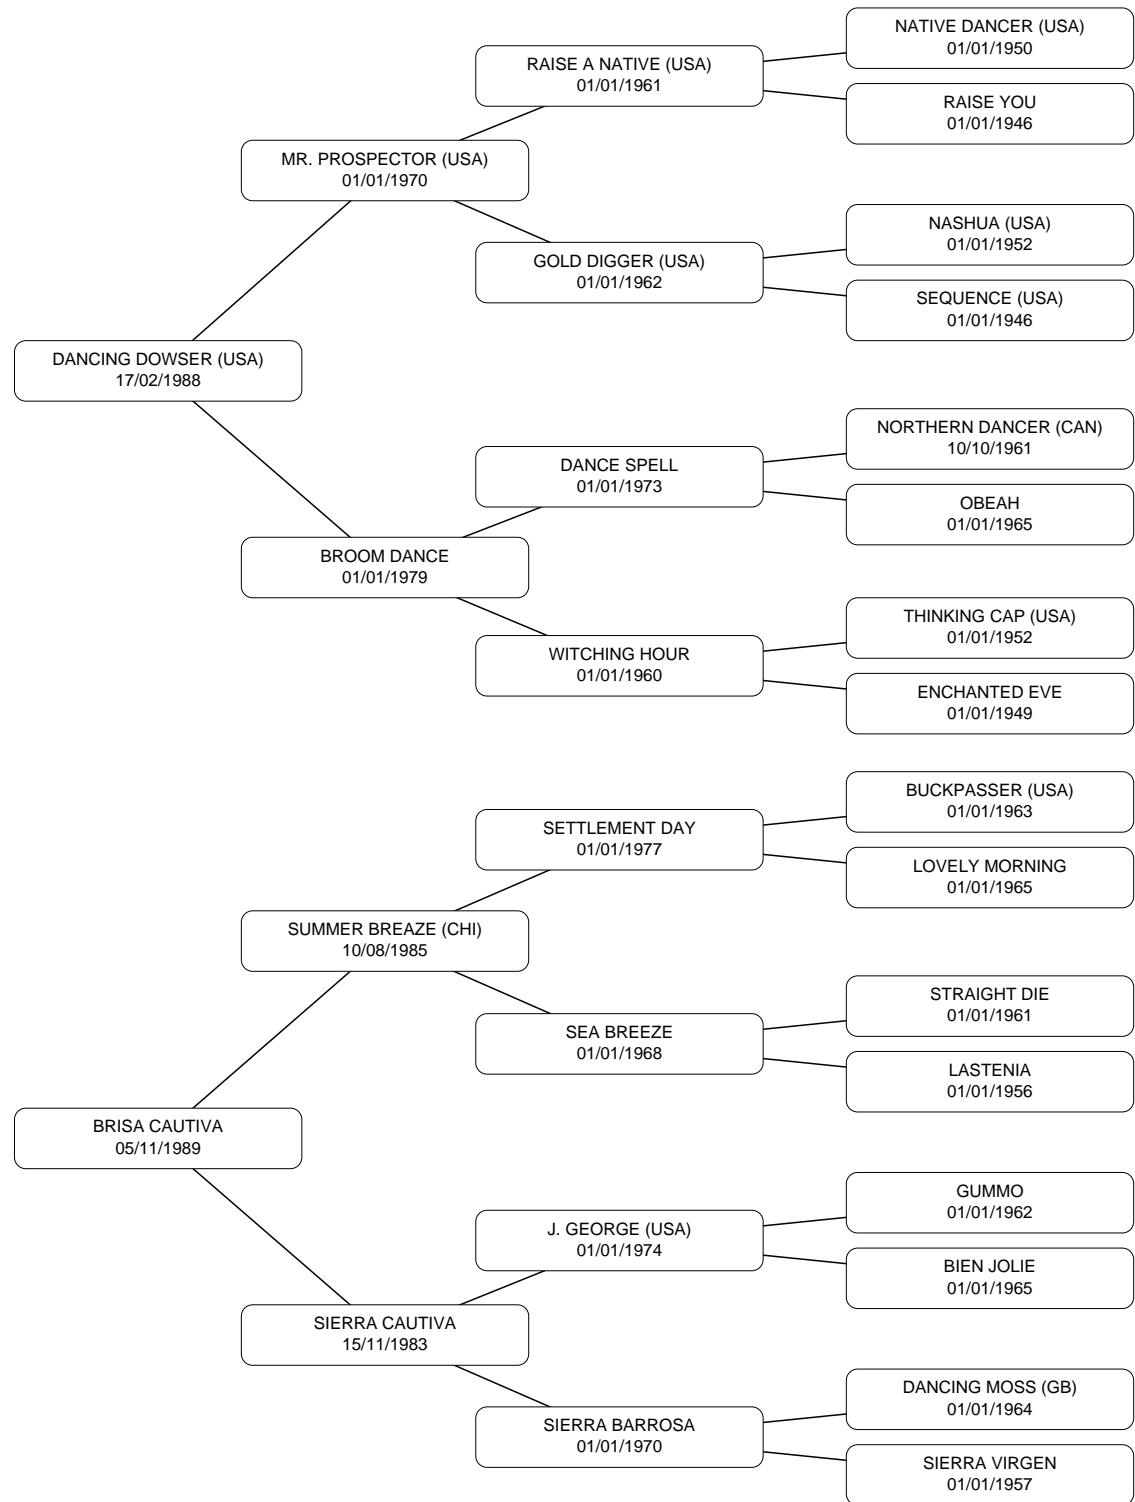 NATIVE DANCER (USA)
01/01/1950
RAISE A NATIVE (USA)
01/01/1961
RAISE YOU
01/01/1946
MR. PROSPECTOR (USA)
01/01/1970
NASHUA (USA)
01/01/1952
GOLD DIGGER (USA)
01/01/1962
SEQUENCE (USA)
01/01/1946
DANCING DOWSER (USA)
17/02/1988
NORTHERN DANCER (CAN)
10/10/1961
DANCE SPELL
01/01/1973
OBEAH
01/01/1965
BROOM DANCE
01/01/1979
THINKING CAP (USA)
01/01/1952
WITCHING HOUR
01/01/1960
ENCHANTED EVE
01/01/1949
BUCKPASSER (USA)
01/01/1963
SETTLEMENT DAY
01/01/1977
LOVELY MORNING
01/01/1965
SUMMER BREAZE (CHI)
10/08/1985
STRAIGHT DIE
01/01/1961
SEA BREEZE
01/01/1968
LASTENIA
01/01/1956
BRISA CAUTIVA
05/11/1989
GUMMO
01/01/1962
J. GEORGE (USA)
01/01/1974
BIEN JOLIE
01/01/1965
SIERRA CAUTIVA
15/11/1983
DANCING MOSS (GB)
01/01/1964
SIERRA BARROSA
01/01/1970
SIERRA VIRGEN
01/01/1957